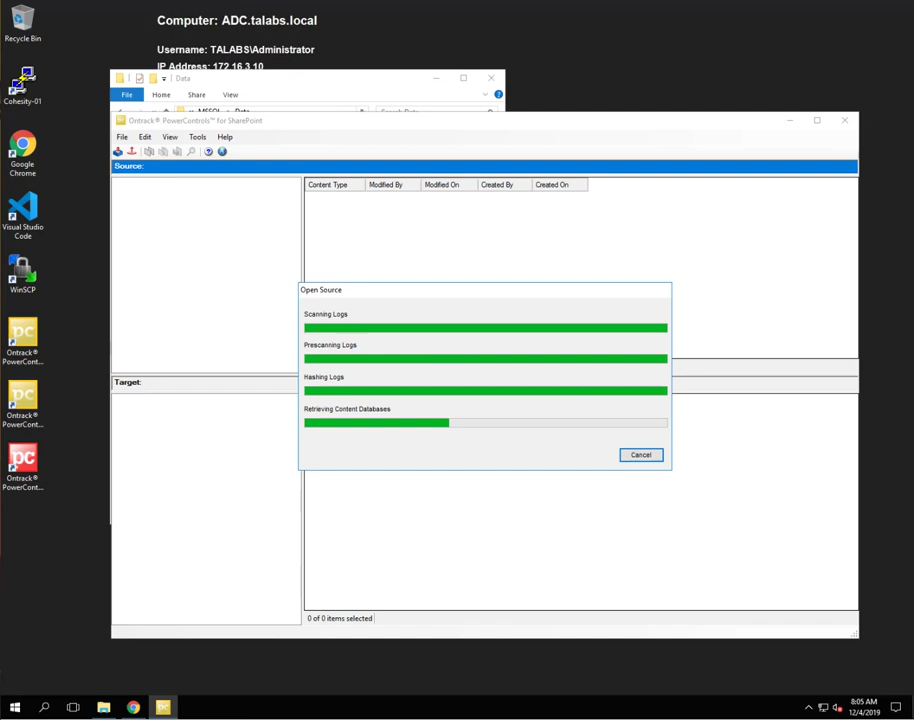 Computer: ADC.talabs.local
Username: TALABS\Administrator
IP Address: 172.16.3.10
Recycle Bin
Cohesity-01
Google
Chrome
Visual Studio
Code
WinSCP
Ontrack®
PowerCont...
Ontrack®
PowerCont...
Ontrack®
PowerCont...
Data
File Home Share View
Ontrack® PowerControls™ for SharePoint
File Edit View Tools Help
Source:
Content Type Modified By Modified On Created By Created On
Open Source
Scanning Logs
Prescanning Logs
Hashing Logs
Retrieving Content Databases
Cancel
Target:
0 of 0 items selected
8:05 AM
12/4/2019